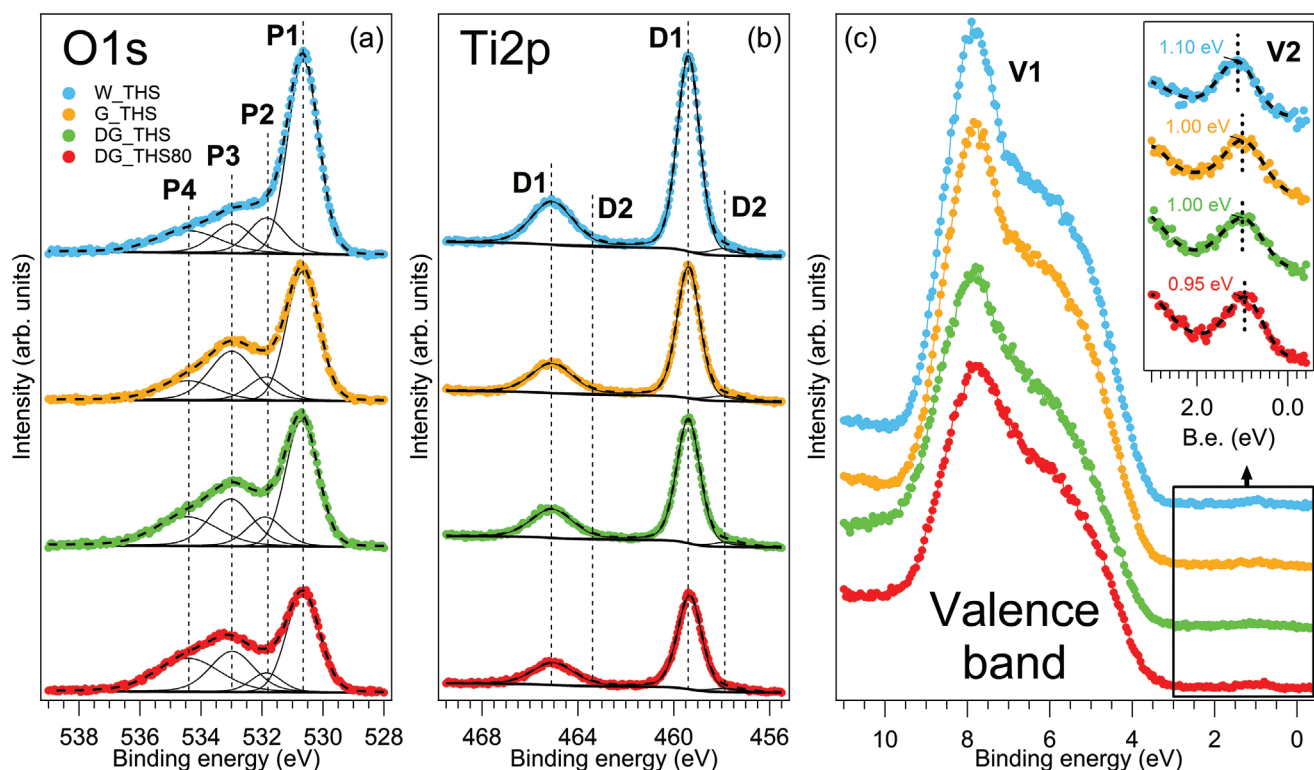 O1s
(a)
P1
P2
P3
P4
W_THS
G_THS
DG_THS
DG_THS80
Intensity (arb. units)
538
536
534
532
530
528
Binding energy (eV)
Ti2p
(b)
D1
D1
D2
D2
Intensity (arb. units)
468
464
460
456
Binding energy (eV)
(c)
V1
V2
1.10 eV
1.00 eV
1.00 eV
0.95 eV
2.0
0.0
B.e. (eV)
Valence
band
Intensity (arb. units)
10
8
6
4
2
0
Binding energy (eV)